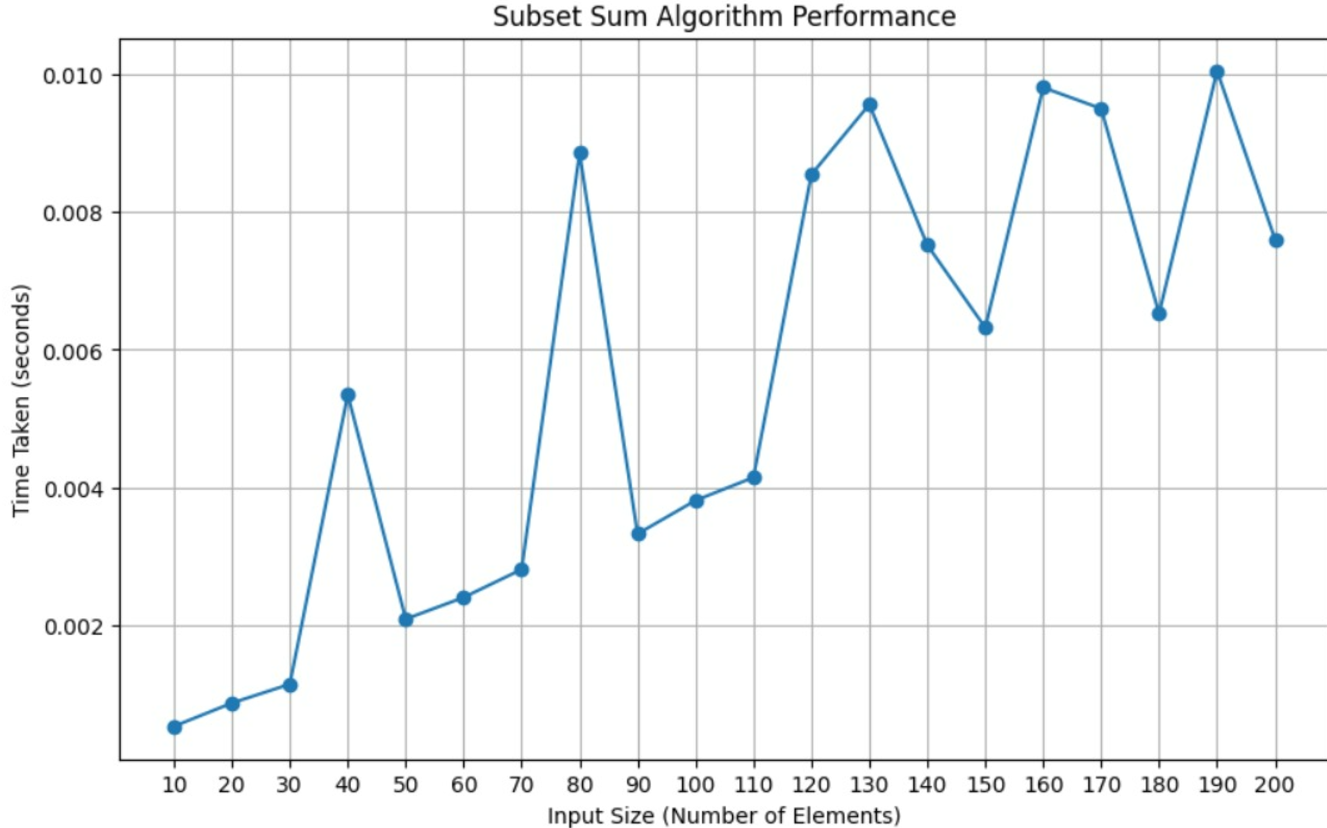 Subset Sum Algorithm Performance
0.010
0.008
0.006
0.004
0.002
Time Taken (seconds)
10 20 30 40 50 60 70 80 90 100 110 120 130 140 150 160 170 180 190 200
Input Size (Number of Elements)